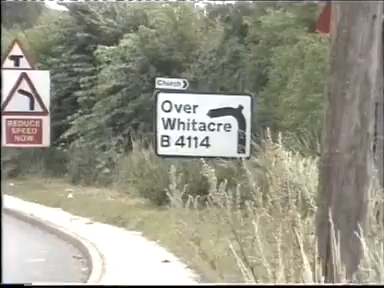 REDUCE
SPEED
NOW
Church
Over
Whitacre
B 4114